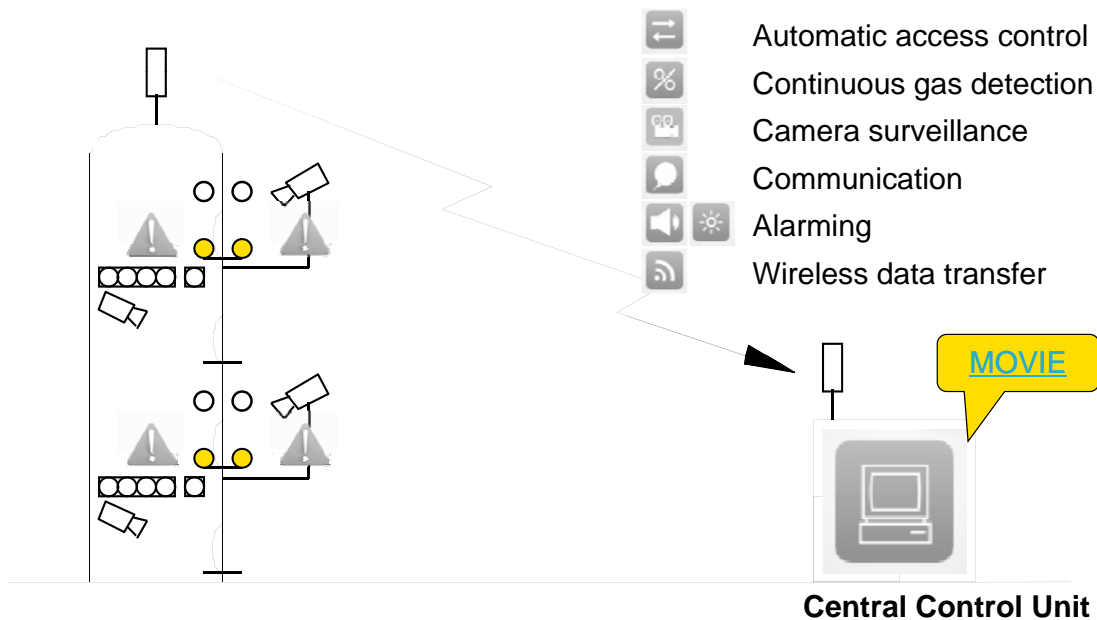 Automatic access control
Continuous gas detection
Camera surveillance
Communication
Alarming
Wireless data transfer
MOVIE
Central Control Unit